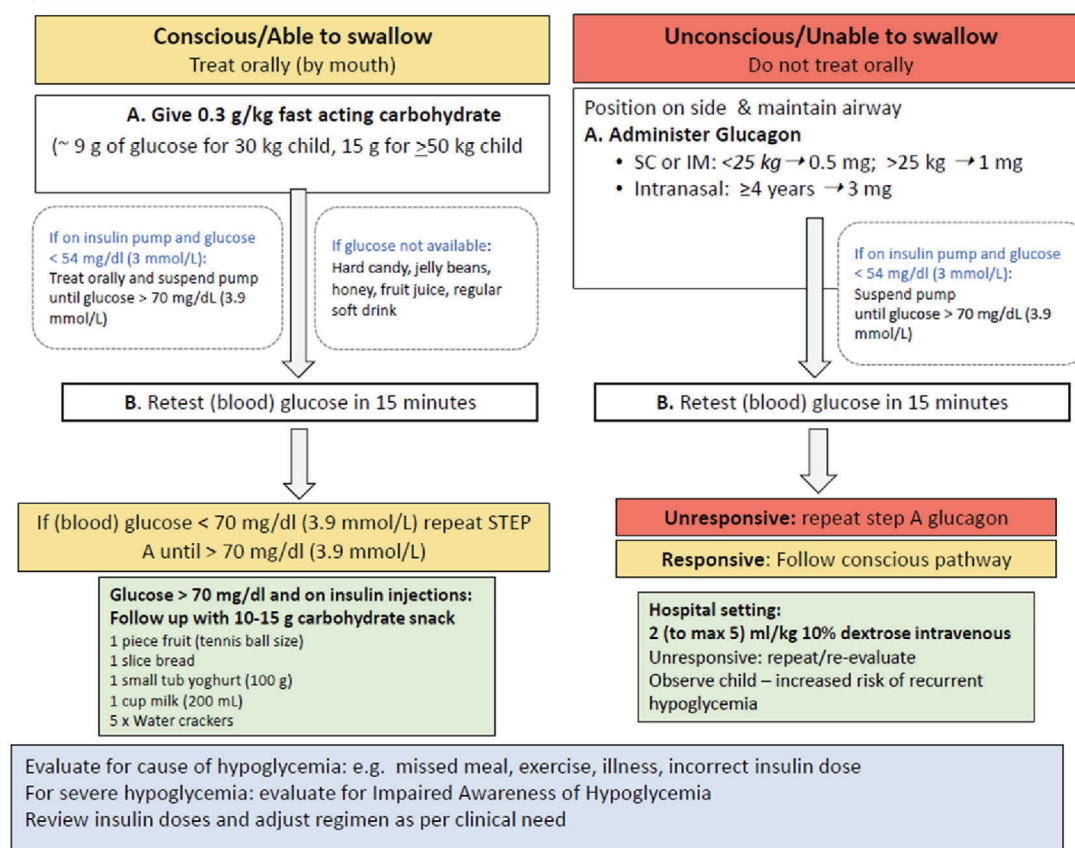 Conscious/Able to swallow
Treat orally (by mouth)
A. Give 0.3 g/kg fast acting carbohydrate
(~ 9 g of glucose for 30 kg child, 15 g for ≥50 kg child
If on insulin pump and glucose
< 54 mg/dl (3 mmol/L):
Treat orally and suspend pump
until glucose > 70 mg/dL (3.9
mmol/L)
If glucose not available:
Hard candy, jelly beans,
honey, fruit juice, regular
soft drink
B. Retest (blood) glucose in 15 minutes
If (blood) glucose < 70 mg/dl (3.9 mmol/L) repeat STEP
A until > 70 mg/dl (3.9 mmol/L)
Glucose > 70 mg/dl and on insulin injections:
Follow up with 10-15 g carbohydrate snack
1 piece fruit (tennis ball size)
1 slice bread
1 small tub yoghurt (100 g)
1 cup milk (200 mL)
5 x Water crackers
Unconscious/Unable to swallow
Do not treat orally
Position on side & maintain airway
A. Administer Glucagon
• SC or IM: <25 kg → 0.5 mg; >25 kg → 1 mg
• Intranasal: ≥4 years → 3 mg
If on insulin pump and glucose
< 54 mg/dl (3 mmol/L):
Suspend pump
until glucose > 70 mg/dL (3.9
mmol/L)
B. Retest (blood) glucose in 15 minutes
Unresponsive: repeat step A glucagon
Responsive: Follow conscious pathway
Hospital setting:
2 (to max 5) ml/kg 10% dextrose intravenous
Unresponsive: repeat/re-evaluate
Observe child – increased risk of recurrent
hypoglycemia
Evaluate for cause of hypoglycemia: e.g. missed meal, exercise, illness, incorrect insulin dose
For severe hypoglycemia: evaluate for Impaired Awareness of Hypoglycemia
Review insulin doses and adjust regimen as per clinical need